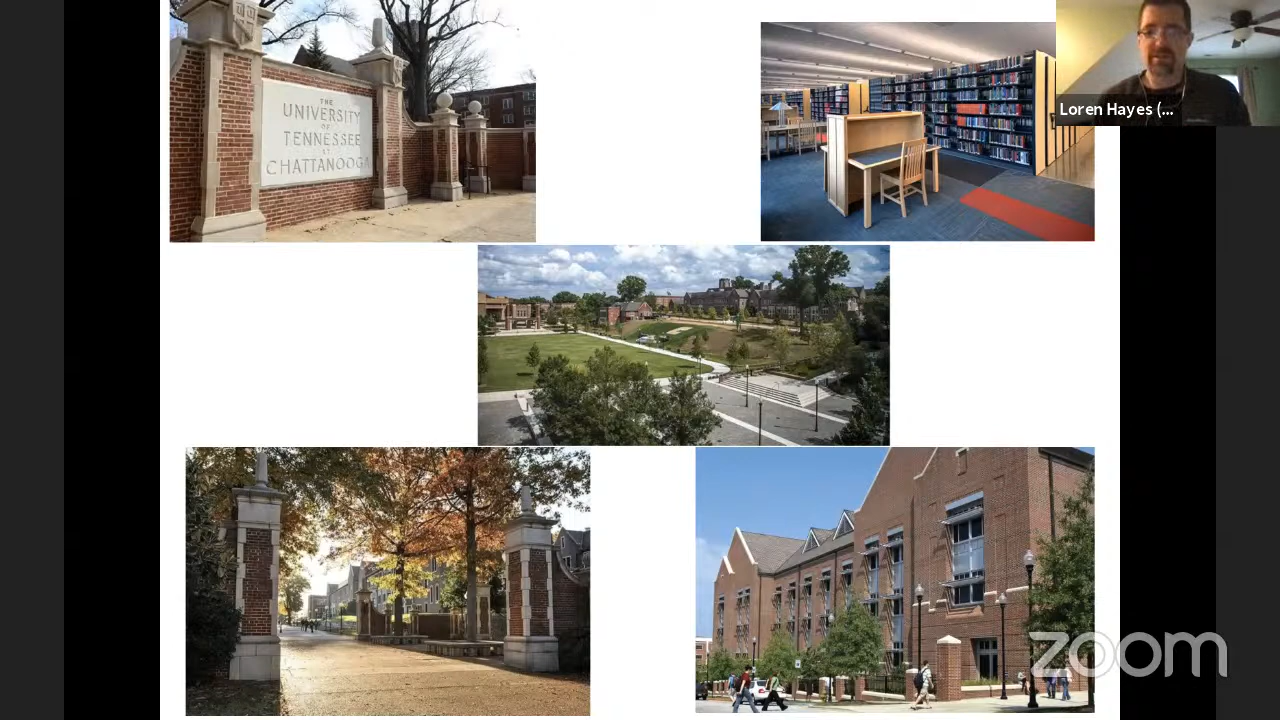 THE
UNIVERSITY
OF
TENNESSEE
AT
CHATTANOOGA
Loren Hayes (...
zoom